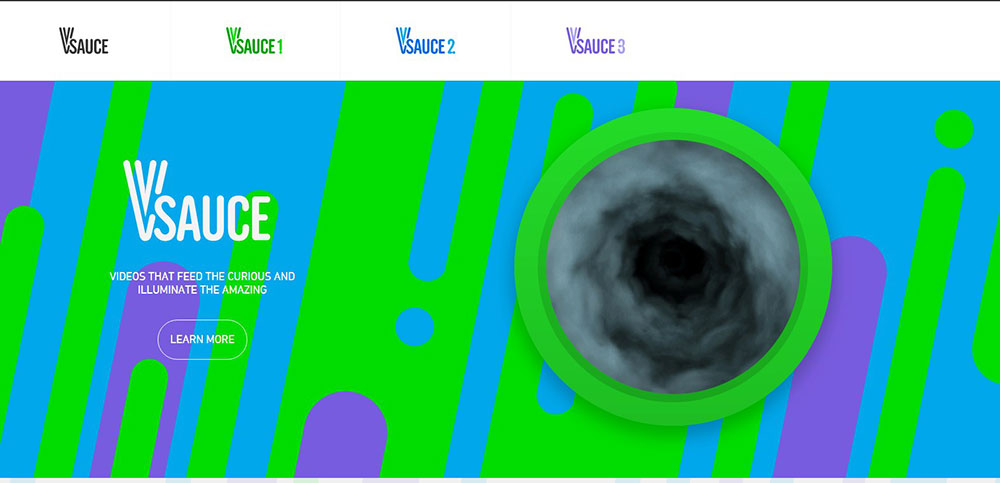 VSAUCE
VSAUCE 1
VSAUCE 2
VSAUCE 3
VSAUCE
VIDEOS THAT FEED THE CURIOUS AND
ILLUMINATE THE AMAZING
LEARN MORE